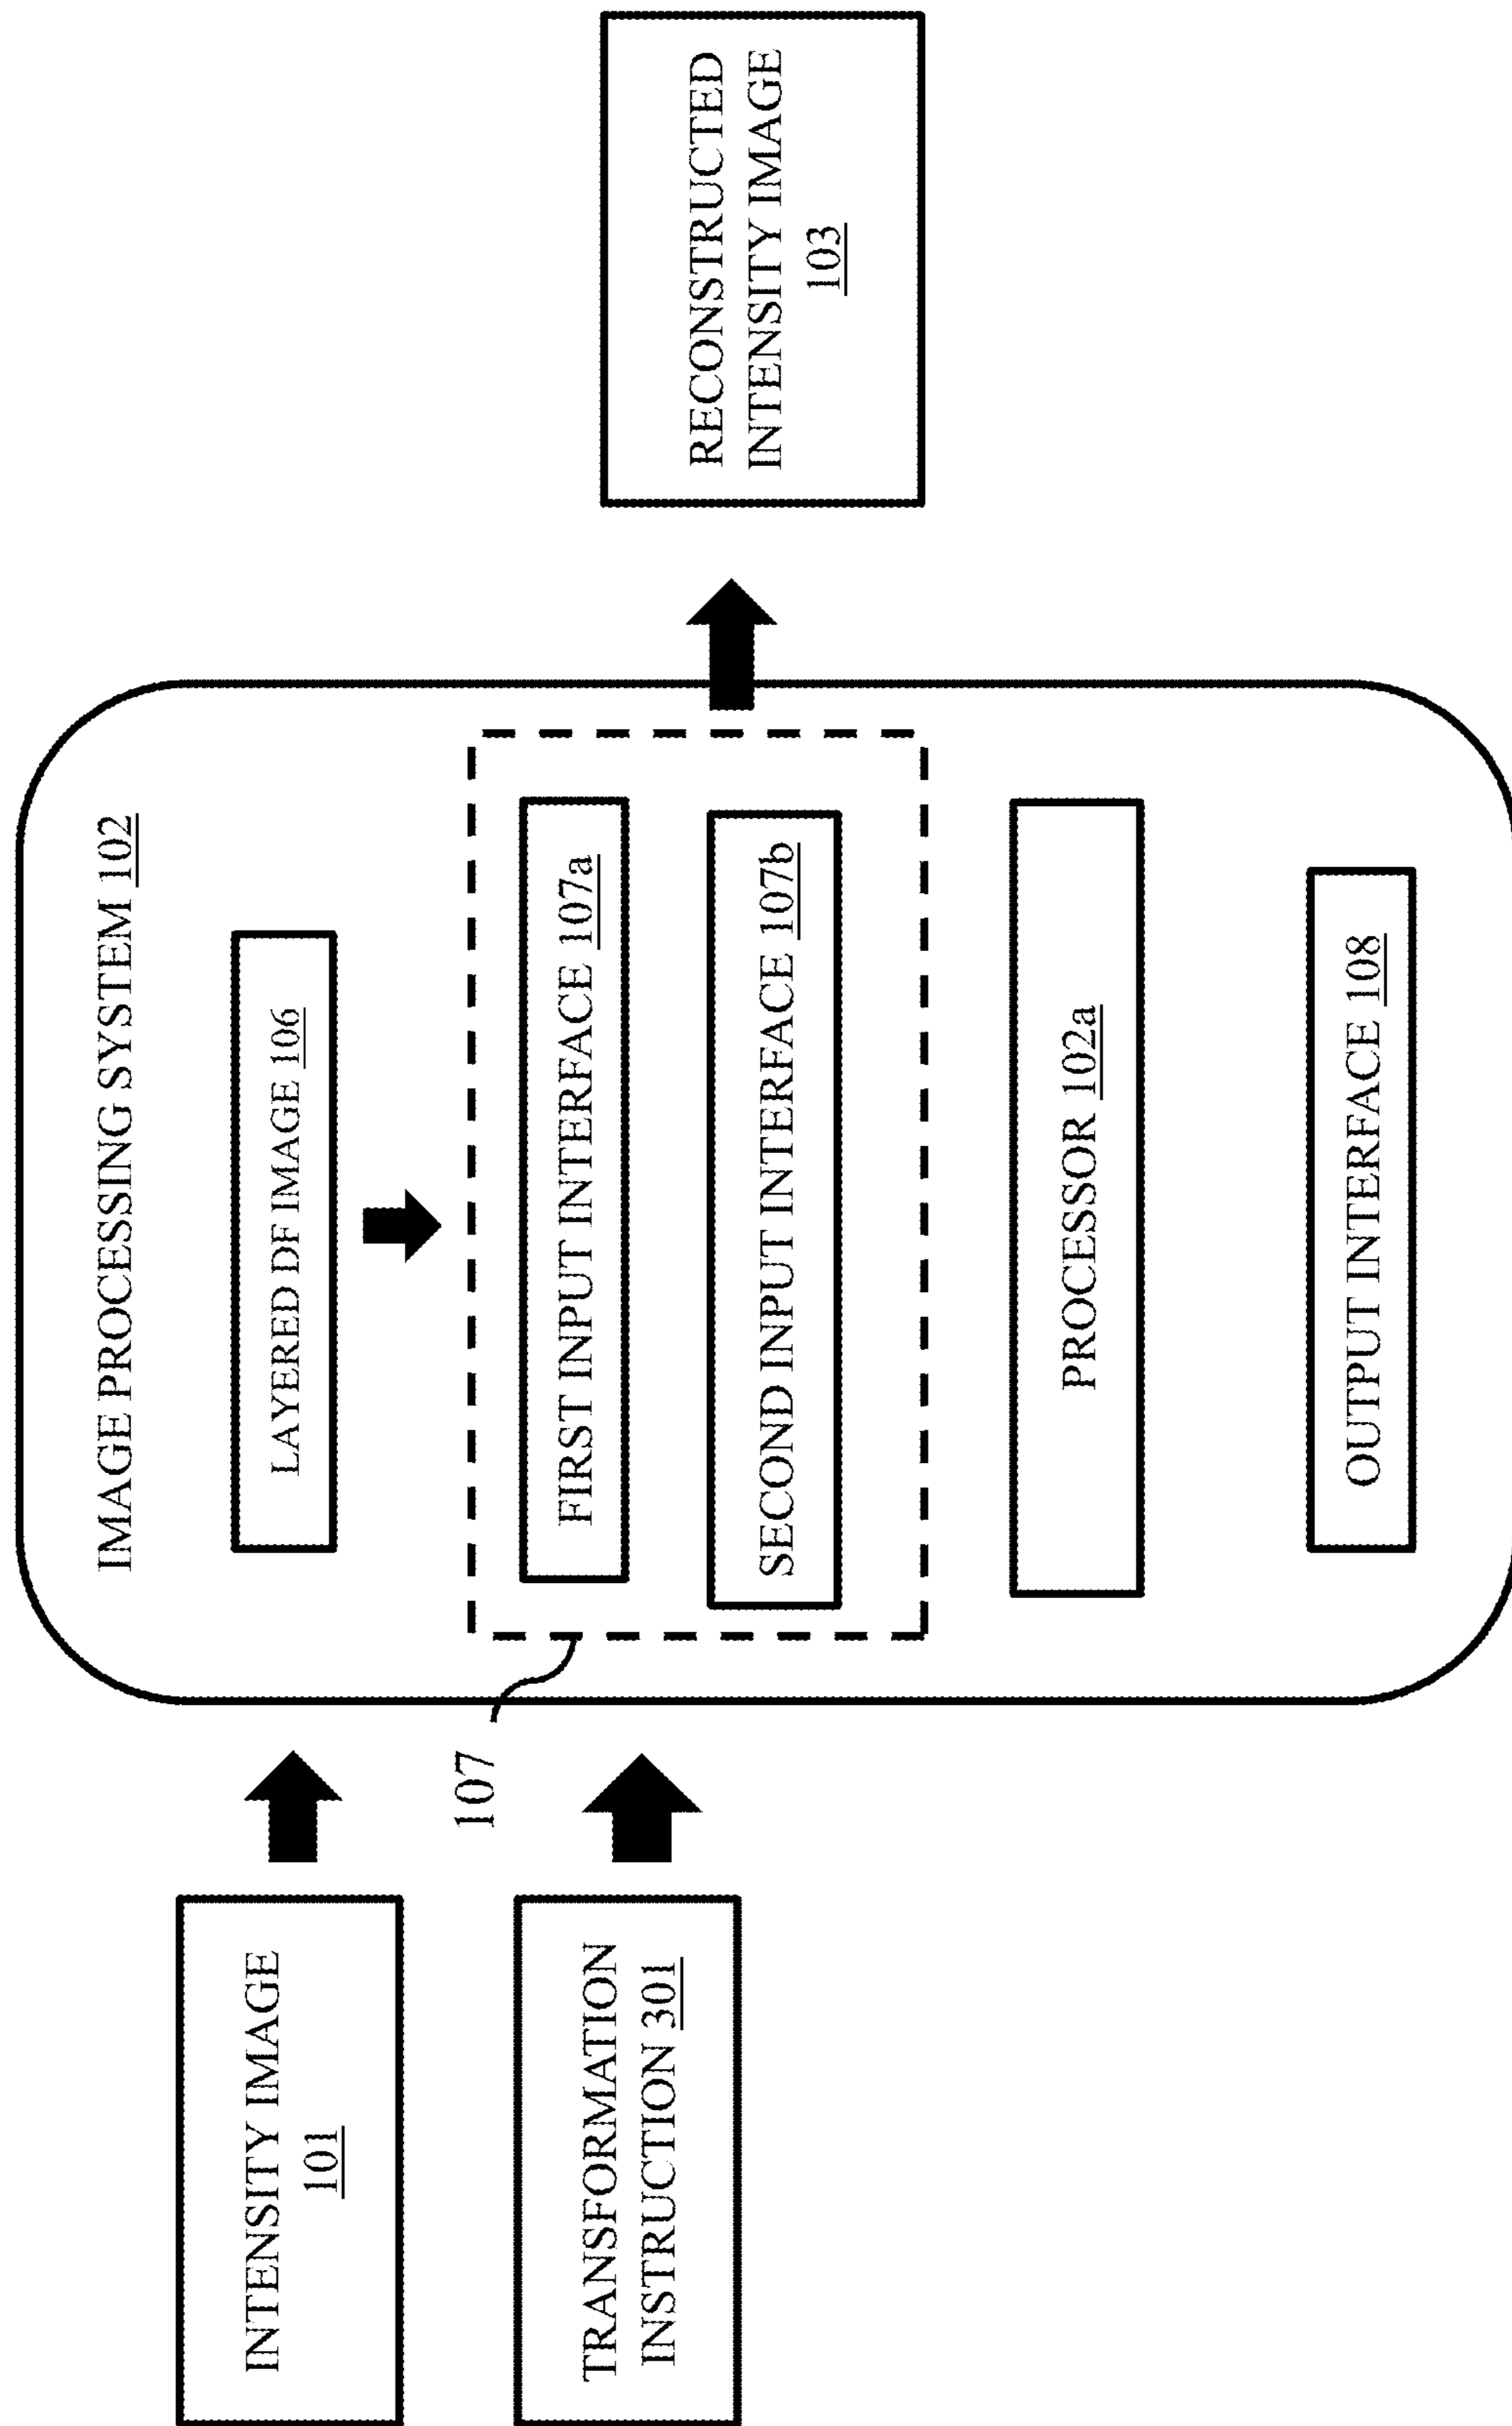 INTENSITY IMAGE
101
TRANSFORMATION
INSTRUCTION 301
107
IMAGE PROCESSING SYSTEM 102
LAYERED DF IMAGE 106
FIRST INPUT INTERFACE 107a
SECOND INPUT INTERFACE 107b
PROCESSOR 102a
OUTPUT INTERFACE 108
RECONSTRUCTED
INTENSITY IMAGE
103